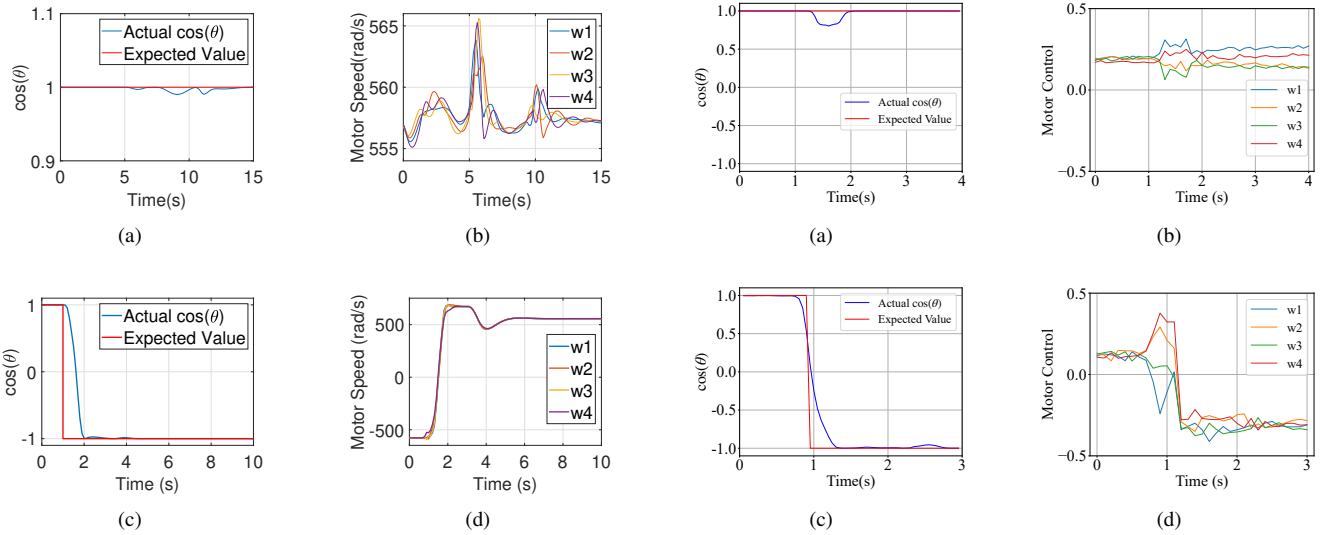 1.1
1
0.9
cos(θ)
Actual cos(θ)
Expected Value
0
5
10
15
Time(s)
(a)
565
560
555
Motor Speed(rad/s)
w1
w2
w3
w4
0
5
10
15
Time(s)
(b)
1.0
0.5
0.0
-0.5
-1.0
cos(θ)
Actual cos(θ)
Expected Value
0
1
2
3
4
Time(s)
(a)
0.5
0.0
−0.5
Motor Control
w1
w2
w3
w4
0
1
2
3
4
Time (s)
(b)
1
0
-1
cos(θ)
Actual cos(θ)
Expected Value
0
2
4
6
8
10
Time (s)
(c)
500
0
-500
Motor Speed (rad/s)
w1
w2
w3
w4
0
2
4
6
8
10
Time (s)
(d)
1.0
0.5
0.0
-0.5
-1.0
cos(θ)
Actual cos(θ)
Expected Value
0
1
2
3
Time(s)
(c)
0.5
0.0
−0.5
Motor Control
w1
w2
w3
w4
0
1
2
3
Time (s)
(d)